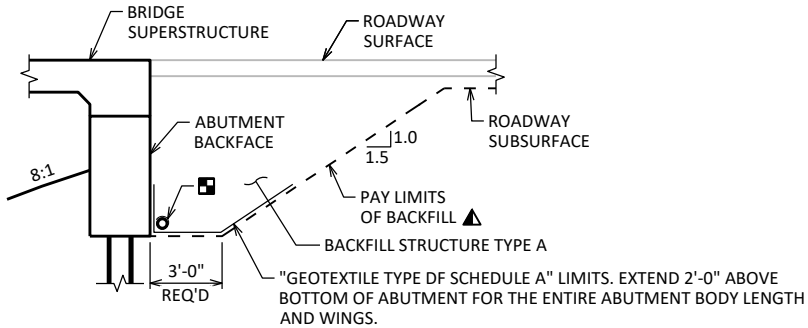 BRIDGE
SUPERSTRUCTURE
ROADWAY
SURFACE
ABUTMENT
BACKFACE
ROADWAY
SUBSURFACE
1.0
1.5
8:1
PAY LIMITS
OF BACKFILL
BACKFILL STRUCTURE TYPE A
3'-0"
REQ'D
"GEOTEXTILE TYPE DF SCHEDULE A" LIMITS. EXTEND 2'-0" ABOVE
BOTTOM OF ABUTMENT FOR THE ENTIRE ABUTMENT BODY LENGTH
AND WINGS.